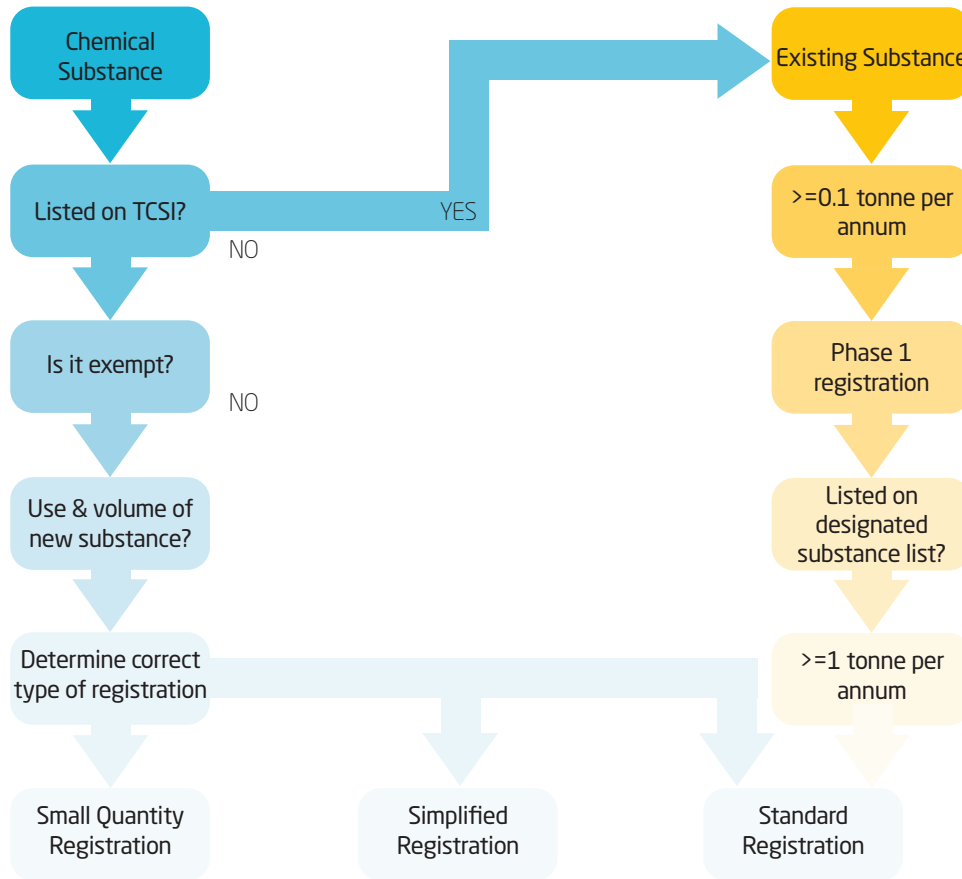 Chemical
Substance
Existing Substance
Listed on TCSI?
YES
NO
>=0.1 tonne per
annum
Is it exempt?
NO
Phase 1
registration
Use & volume of
new substance?
Listed on
designated
substance list?
Determine correct
type of registration
>=1 tonne per
annum
Small Quantity
Registration
Simplified
Registration
Standard
Registration